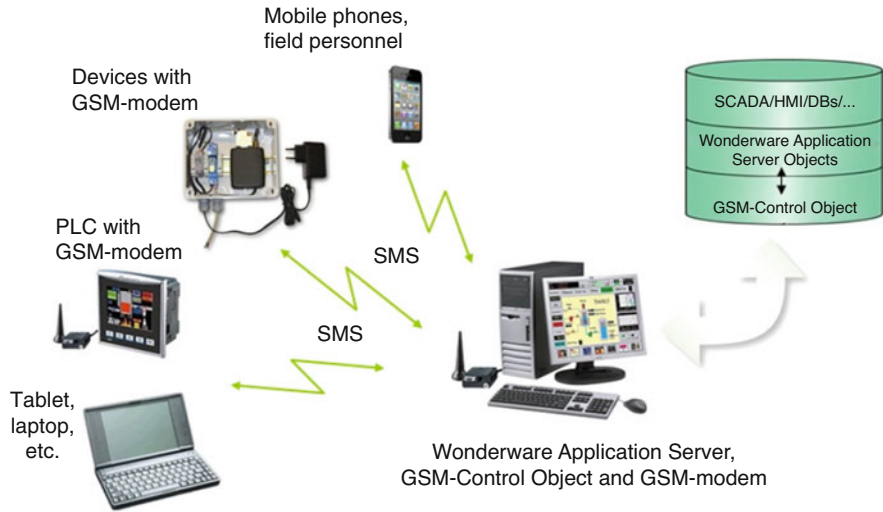 Mobile phones,
field personnel
Devices with
GSM-modem
SCADA/HMI/DBs/...
Wonderware Application
Server Objects
GSM-Control Object
PLC with
GSM-modem
SMS
SMS
Tablet,
laptop,
etc.
Wonderware Application Server,
GSM-Control Object and GSM-modem